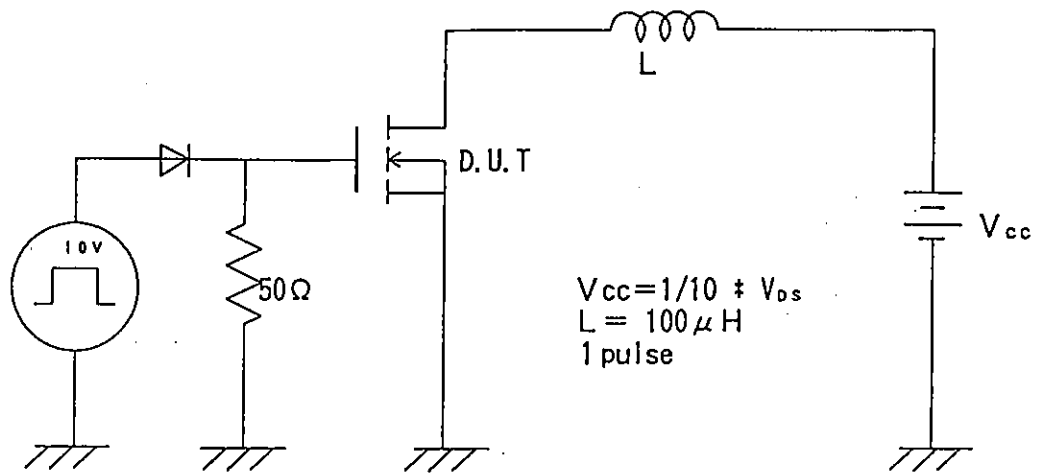 L
D.U.T
10V
50Ω
Vcc
Vcc=1/10 ‡ VDS
L= 100μH
1pulse